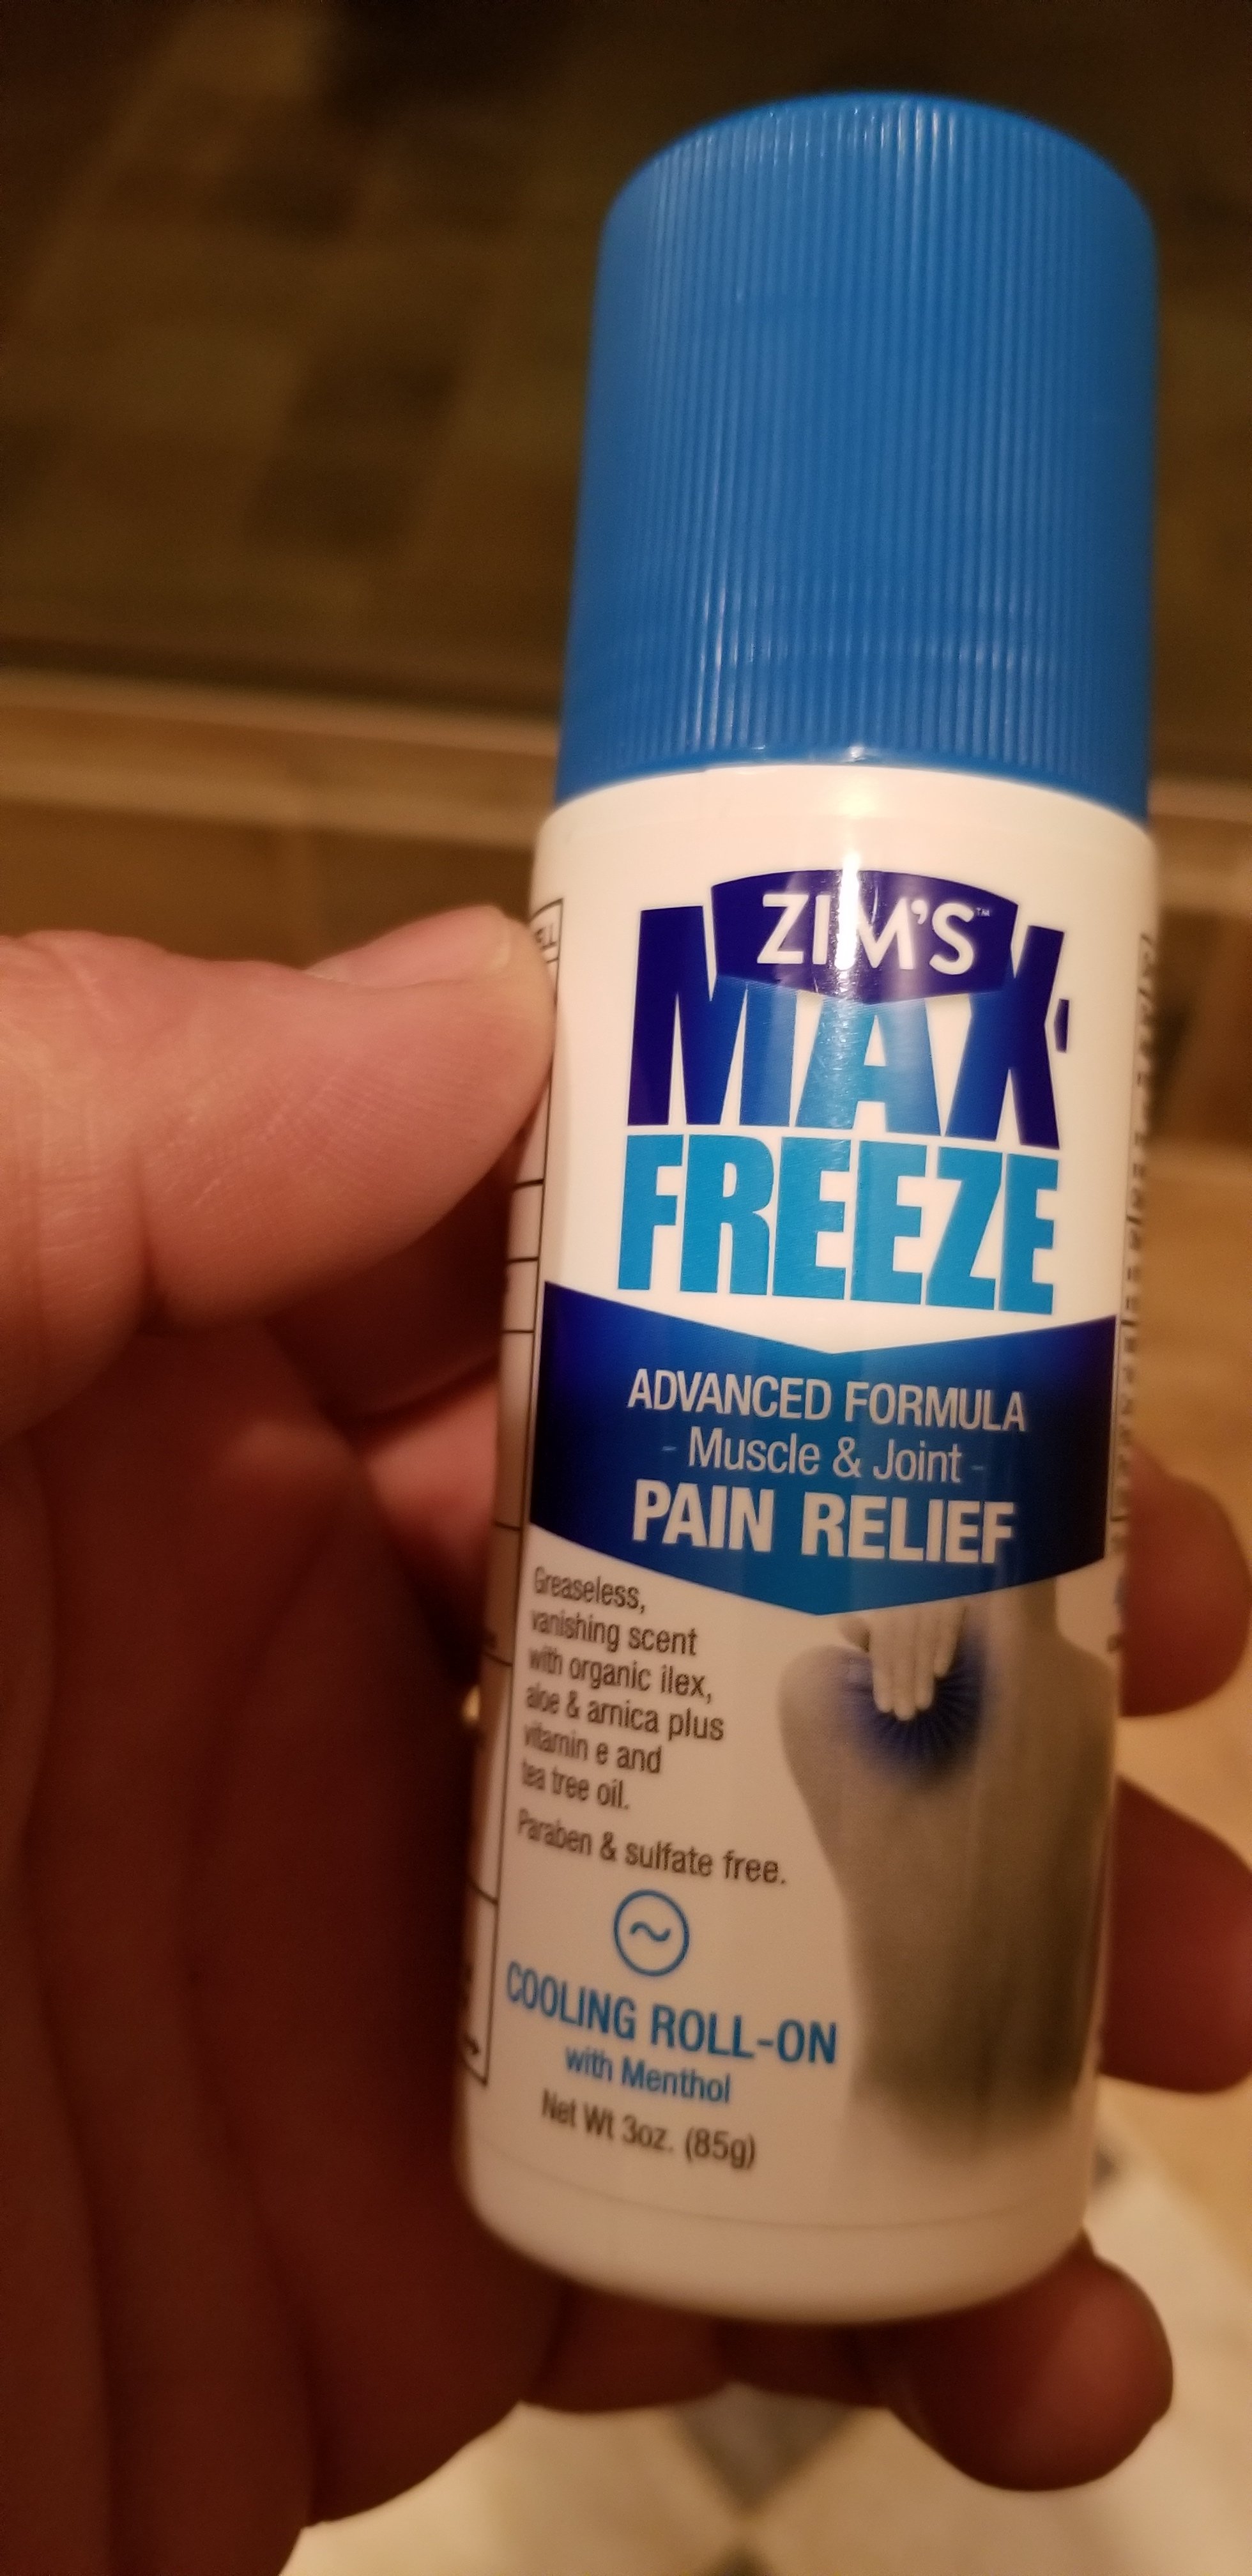 ZIM'S™
MAX-
FREEZE
ADVANCED FORMULA
- Muscle & Joint -
PAIN RELIEF
Greaseless,
vanishing scent
with organic ilex,
aloe & arnica plus
vitamin e and
tea tree oil.
Paraben & sulfate free.
COOLING ROLL-ON
with Menthol
Net Wt 3oz. (85g)